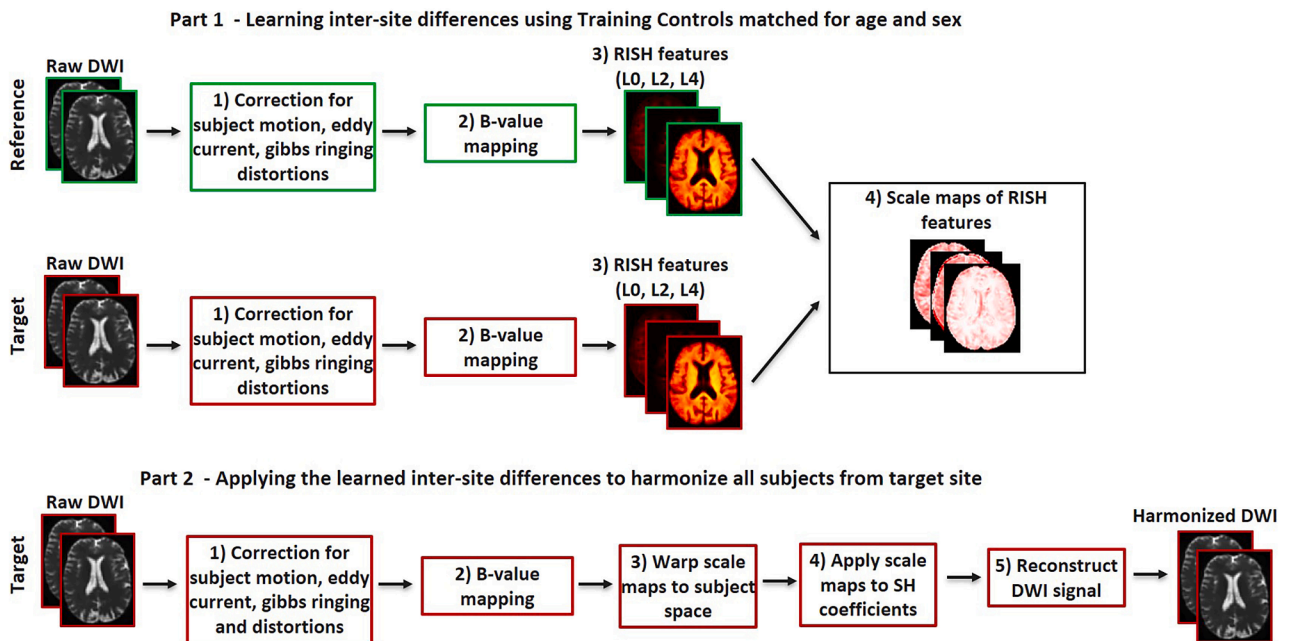 Part 1 - Learning inter-site differences using Training Controls matched for age and sex
Reference
Raw DWI
1) Correction for
subject motion, eddy
current, gibbs ringing
distortions
2) B-value
mapping
3) RISH features
(L0, L2, L4)
4) Scale maps of RISH
features
Target
Raw DWI
1) Correction for
subject motion, eddy
current, gibbs ringing
distortions
2) B-value
mapping
3) RISH features
(L0, L2, L4)
Part 2 - Applying the learned inter-site differences to harmonize all subjects from target site
Target
Raw DWI
1) Correction for
subject motion, eddy
current, gibbs ringing
and distortions
2) B-value
mapping
3) Warp scale
maps to subject
space
4) Apply scale
maps to SH
coefficients
5) Reconstruct
DWI signal
Harmonized DWI